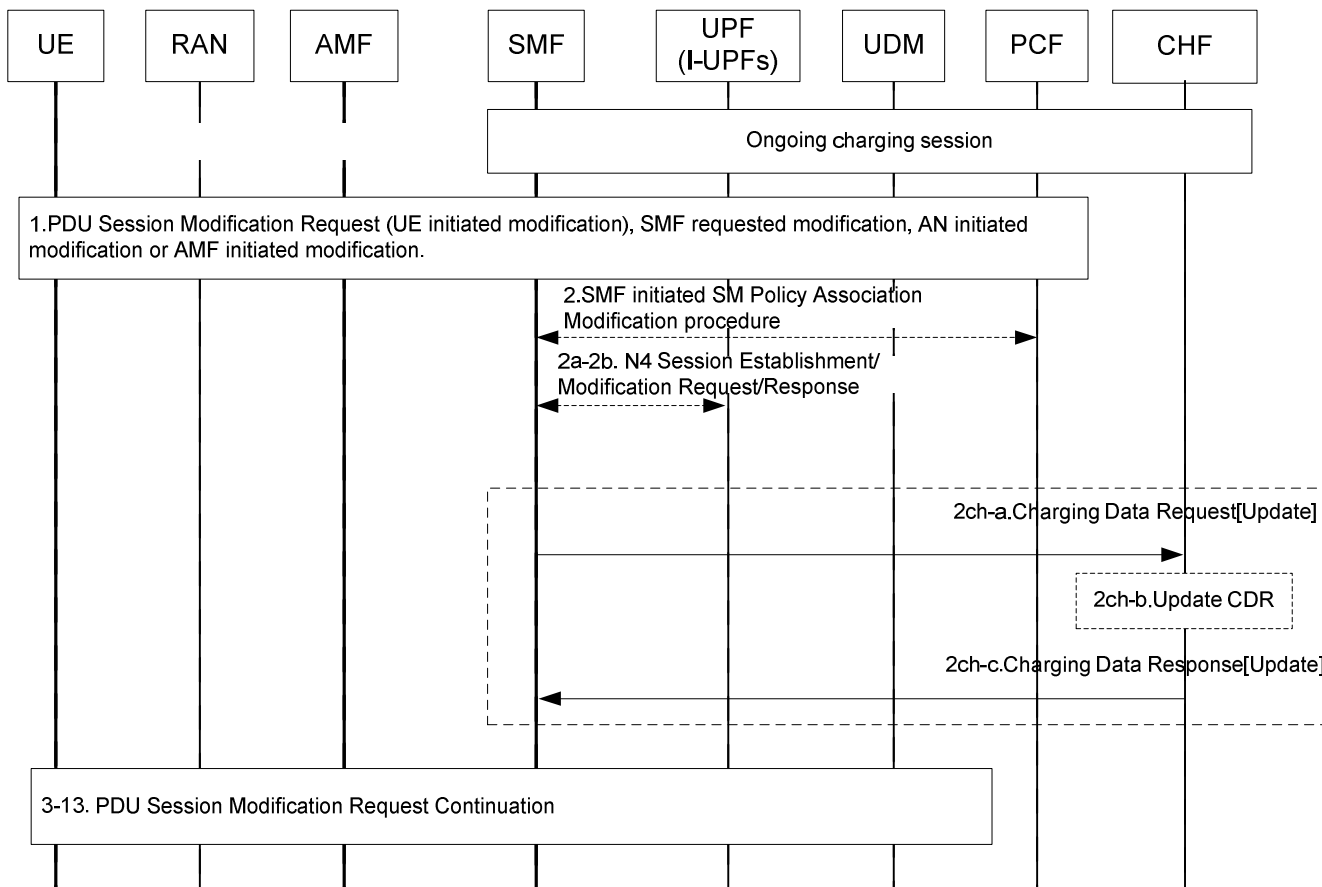 UE
RAN
AMF
SMF
UPF
(I-UPFs)
UDM
PCF
CHF
Ongoing charging session
1.PDU Session Modification Request (UE initiated modification), SMF requested modification, AN initiated
modification or AMF initiated modification.
2.SMF initiated SM Policy Association
Modification procedure
2a-2b. N4 Session Establishment/
Modification Request/Response
2ch-a.Charging Data Request[Update]
2ch-b.Update CDR
2ch-c.Charging Data Response[Update]
3-13. PDU Session Modification Request Continuation